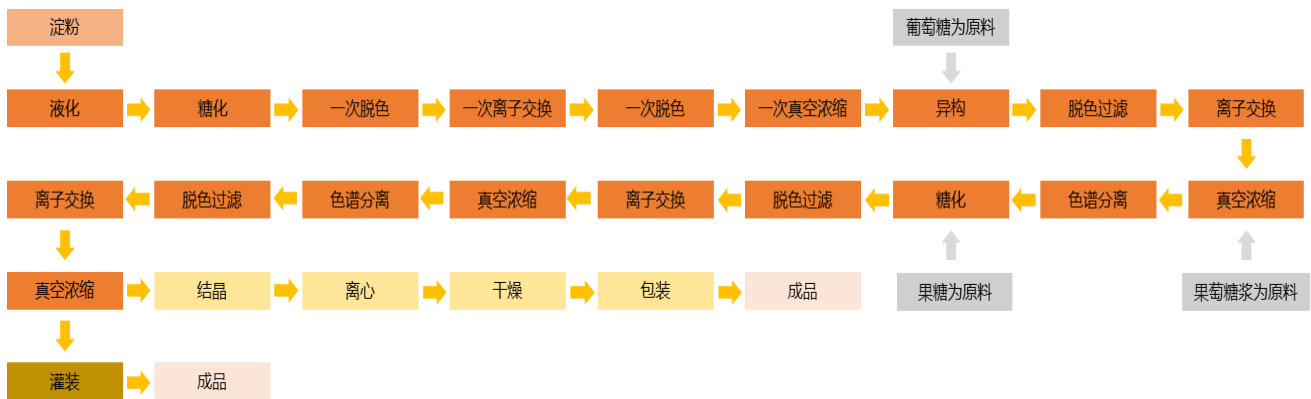 淀粉
葡萄糖为原料
液化
糖化
一次脱色
一次离子交换
一次脱色
一次真空浓缩
异构
脱色过滤
离子交换
离子交换
脱色过滤
色谱分离
真空浓缩
离子交换
脱色过滤
糖化
色谱分离
真空浓缩
真空浓缩
结晶
离心
干燥
包装
成品
果糖为原料
果萄糖浆为原料
灌装
成品